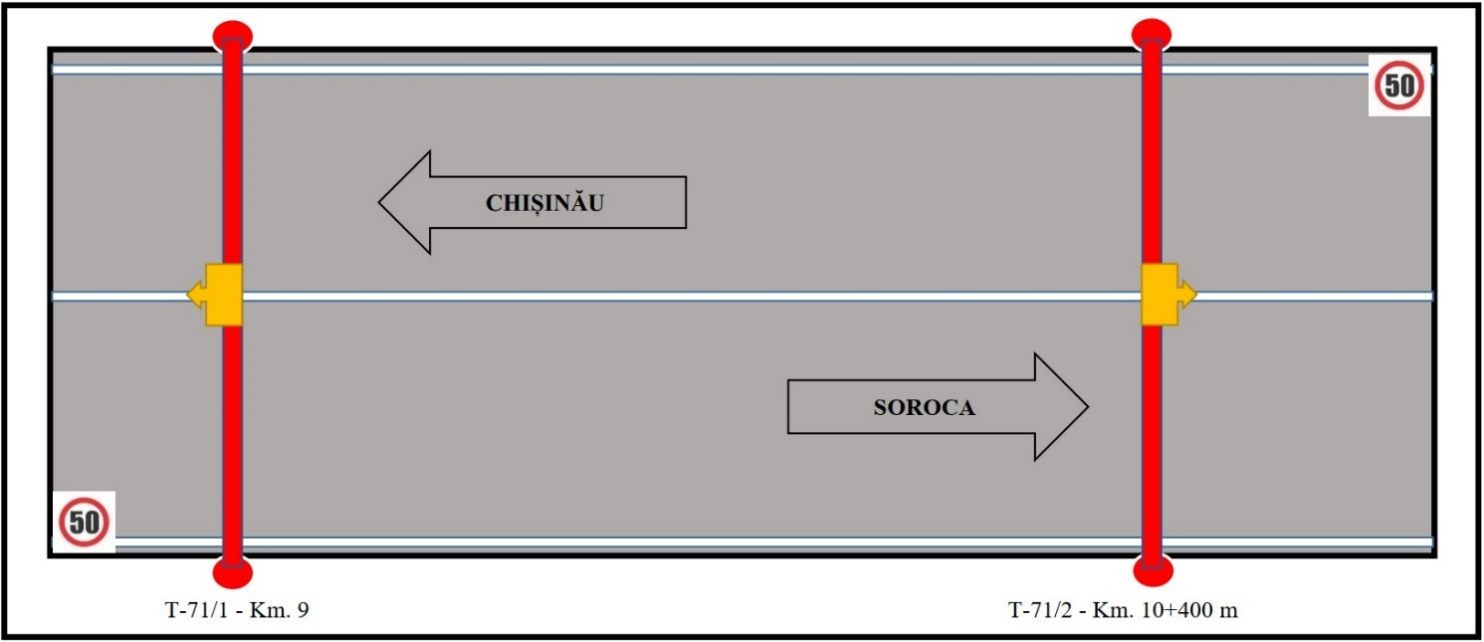 50
CHIȘINĂU
SOROCA
50
T-71/1 - Km. 9
T-71/2 - Km. 10+400 m